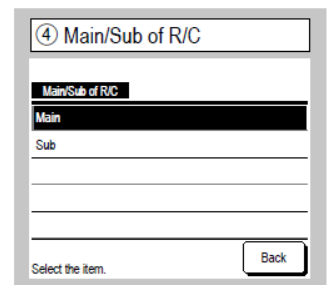 ④ Main/Sub of R/C
Main/Sub of R/C
Main
Sub
Select the item.
Back